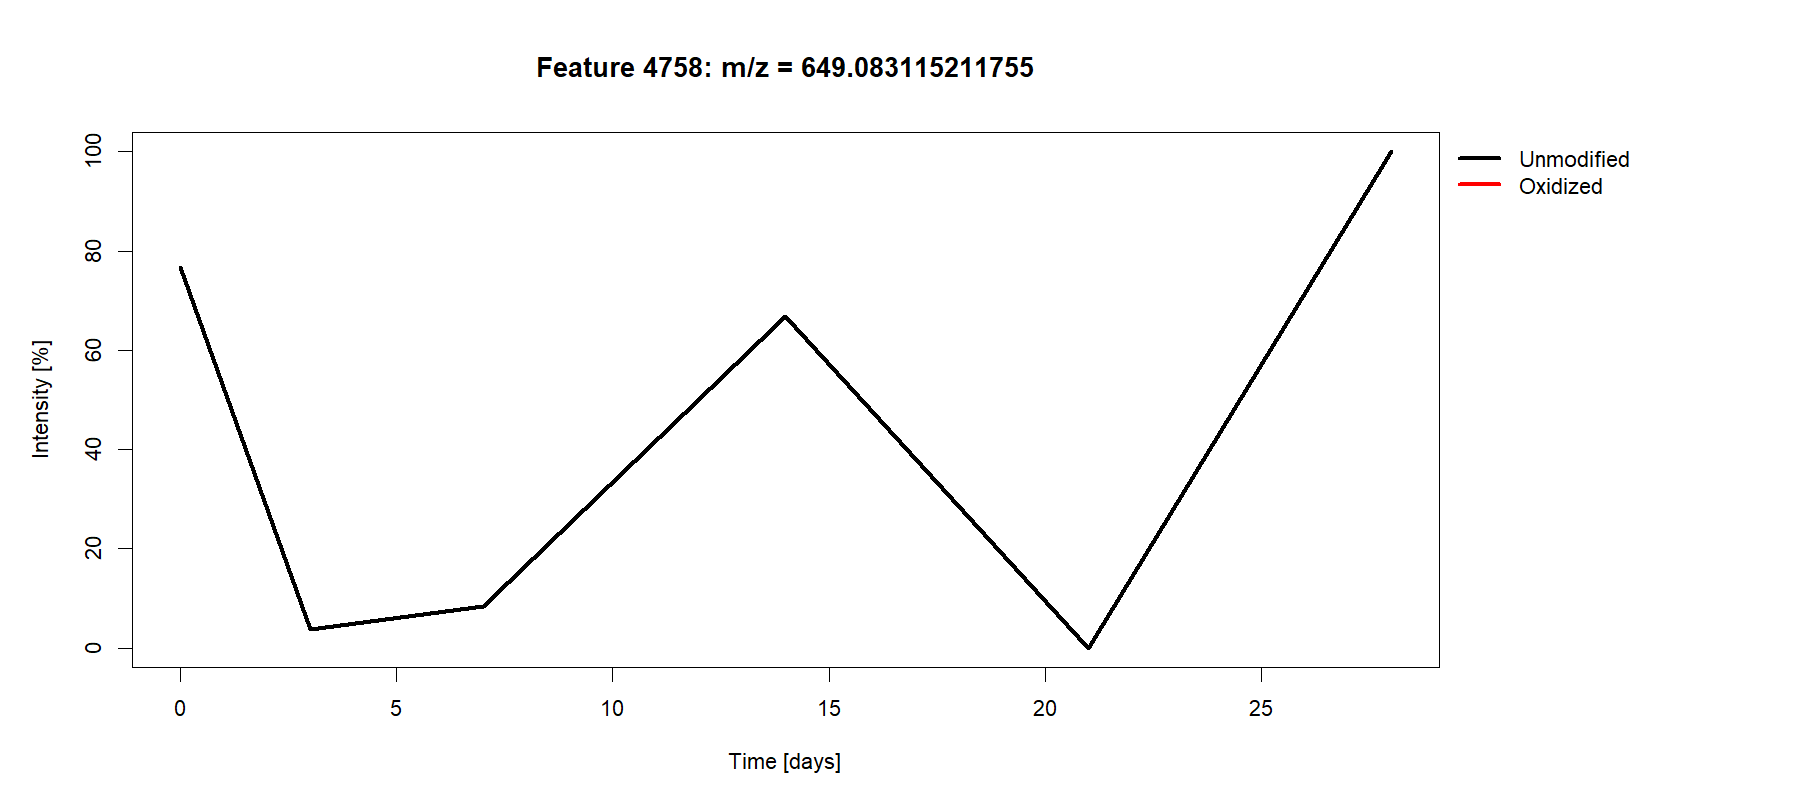 Feature 4758: m/z = 649.083115211755
100
80
60
40
20
0
Intensity [%]
Unmodified
Oxidized
0 5 10 15 20 25
Time [days]